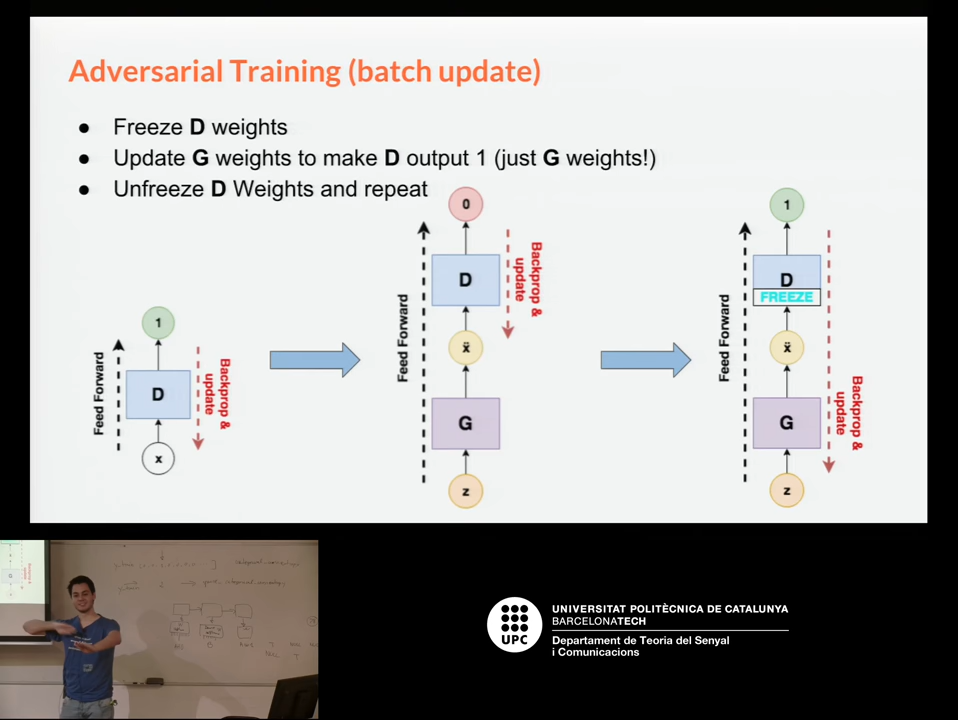 Adversarial Training (batch update)
● Freeze D weights
● Update G weights to make D output 1 (just G weights!)
● Unfreeze D Weights and repeat
1
D
x
Feed Forward
Backprop &
update
0
D
ẍ
G
z
Feed Forward
Backprop &
update
1
D
FREEZE
ẍ
G
z
Feed Forward
Backprop &
update
UPC
UNIVERSITAT POLITÈCNICA DE CATALUNYA
BARCELONATECH
Departament de Teoria del Senyal
i Comunicacions